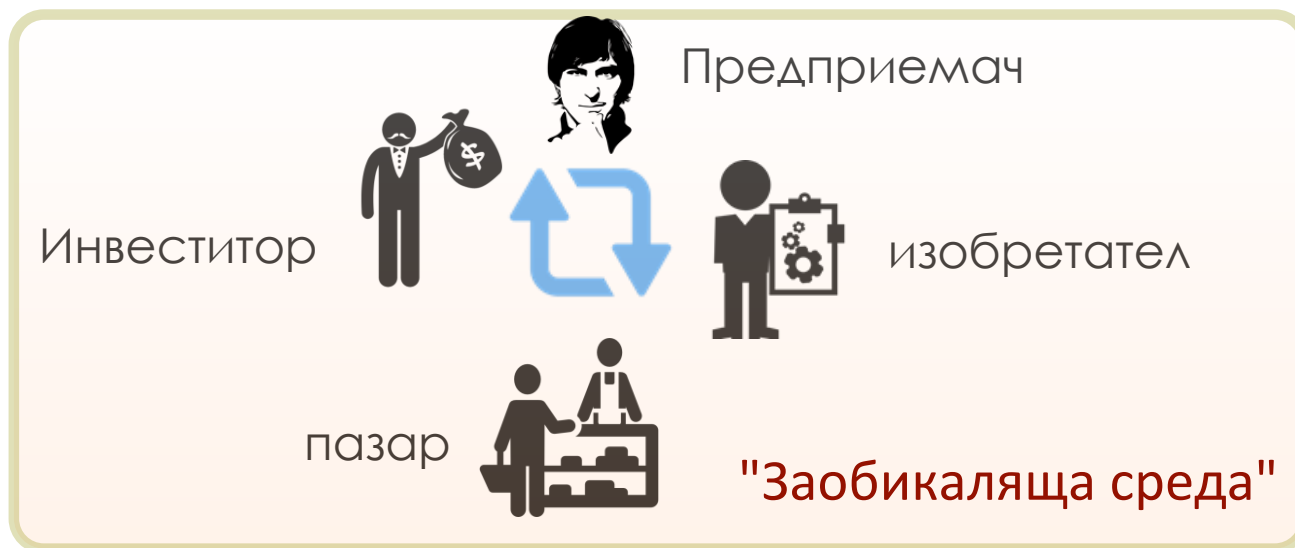 Предприемач
Инвеститор
изобретател
пазар
"Заобикаляща среда"